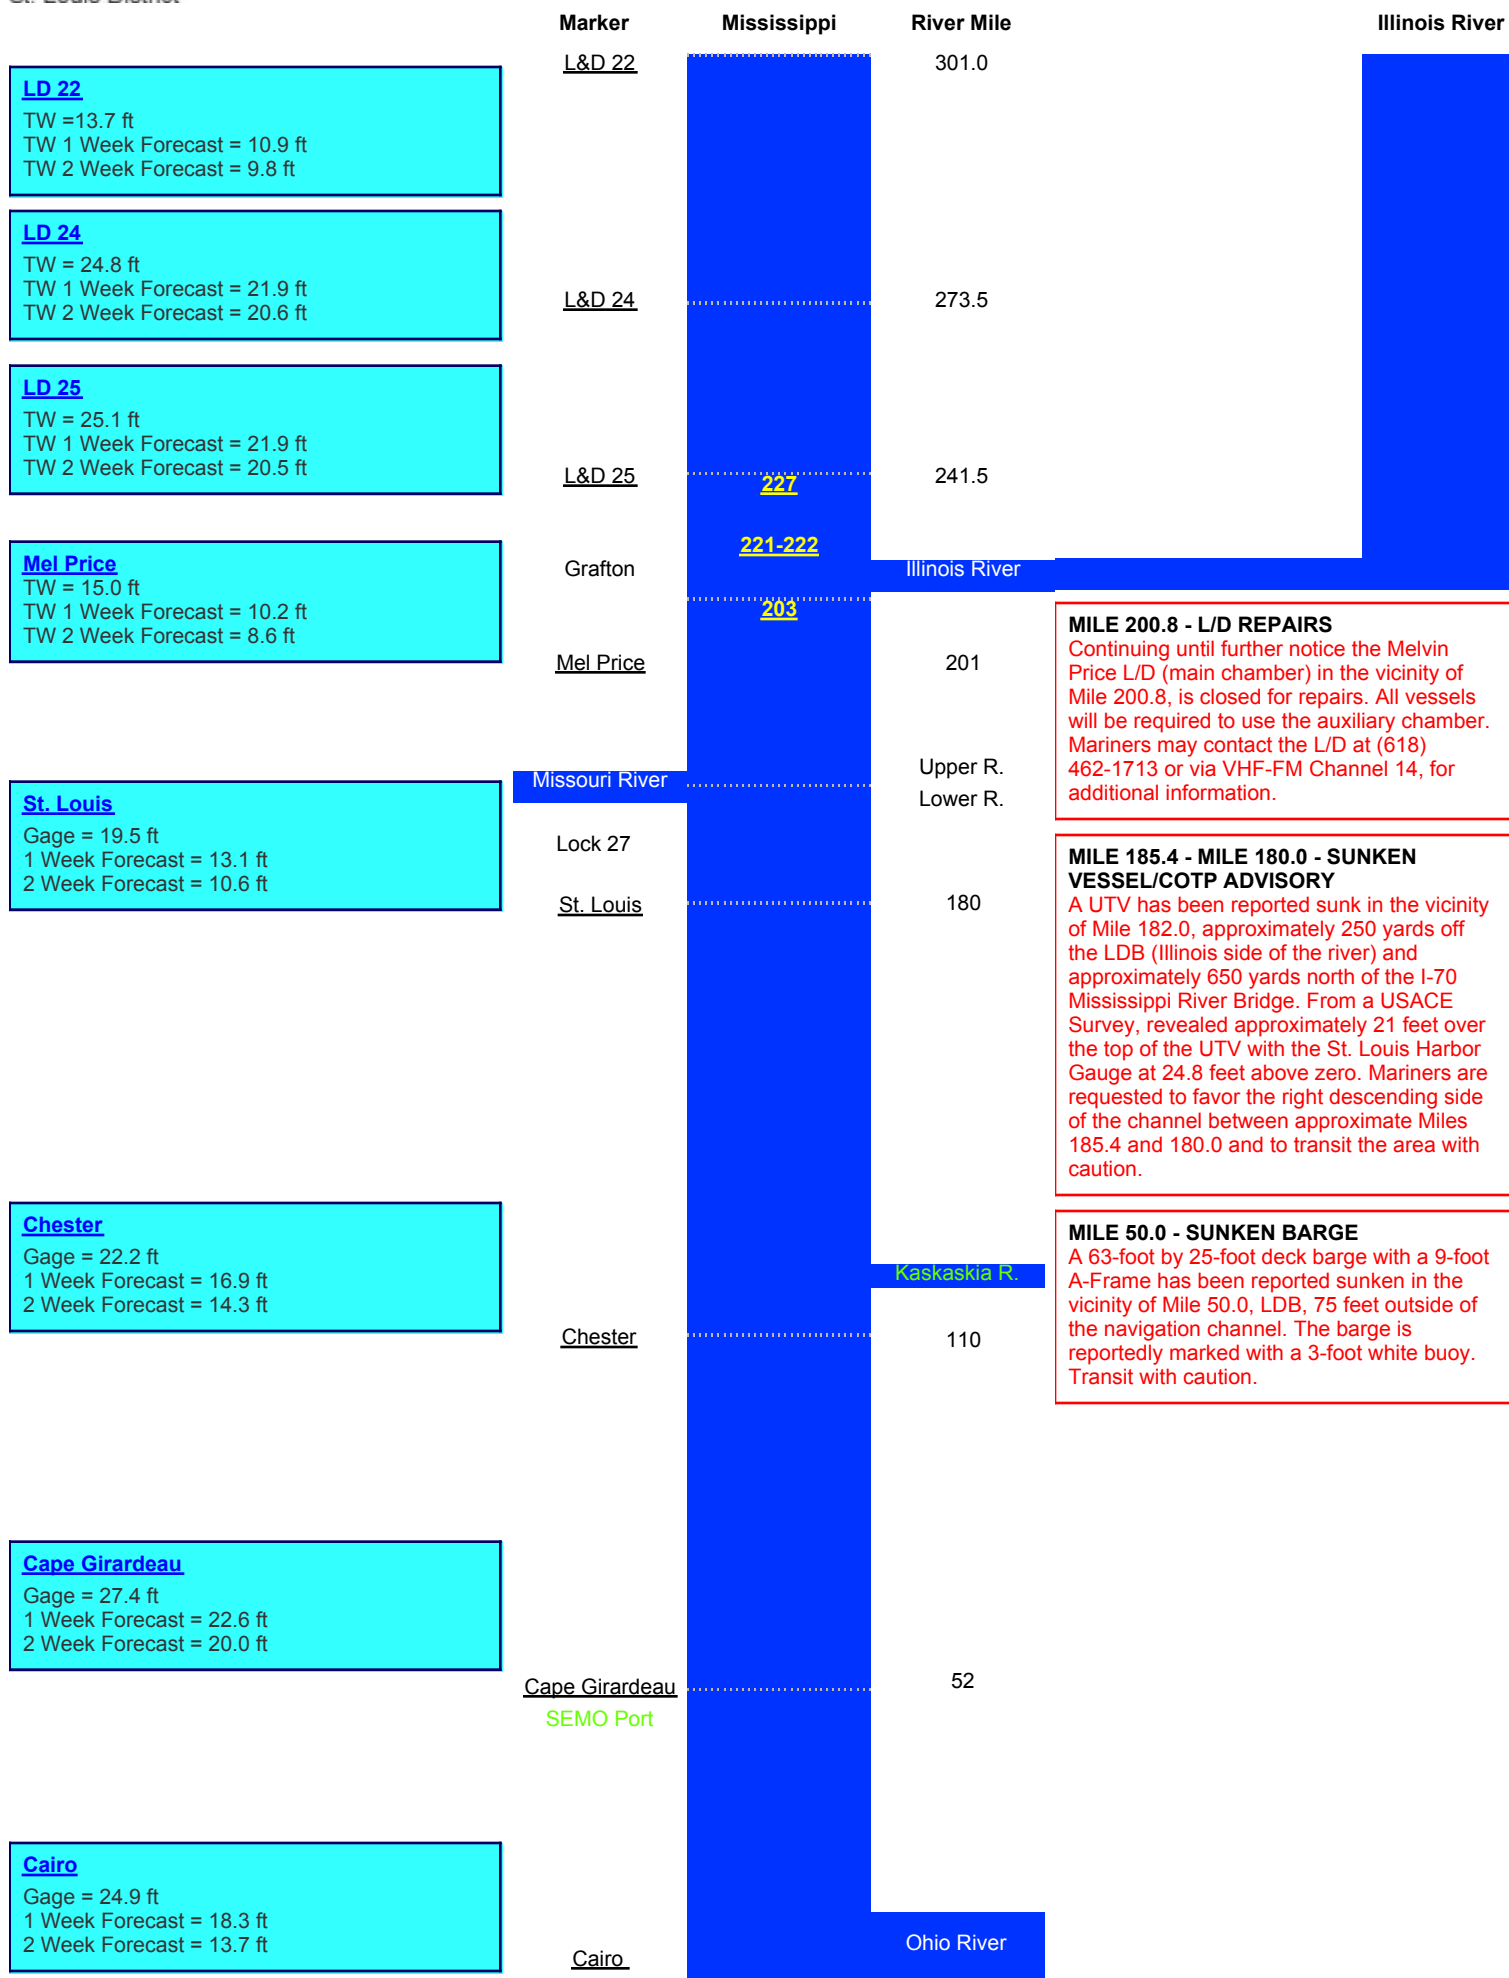 Marker Mississippi River Mile Illinois River
L&D 22 301.0
LD 22
TW =13.7 ft
TW 1 Week Forecast = 10.9 ft
TW 2 Week Forecast = 9.8 ft
LD 24
TW = 24.8 ft
TW 1 Week Forecast = 21.9 ft
TW 2 Week Forecast = 20.6 ft
L&D 24 273.5
LD 25
TW = 25.1 ft
TW 1 Week Forecast = 21.9 ft
TW 2 Week Forecast = 20.5 ft
L&D 25 227 241.5
221-222
Mel Price
TW = 15.0 ft
TW 1 Week Forecast = 10.2 ft
TW 2 Week Forecast = 8.6 ft
Grafton Illinois River
203
Mel Price 201
MILE 200.8 - L/D REPAIRS
Continuing until further notice the Melvin
Price L/D (main chamber) in the vicinity of
Mile 200.8, is closed for repairs. All vessels
will be required to use the auxiliary chamber.
Mariners may contact the L/D at (618)
462-1713 or via VHF-FM Channel 14, for
additional information.
Upper R.
Missouri River
Lower R.
St. Louis
Gage = 19.5 ft
1 Week Forecast = 13.1 ft
2 Week Forecast = 10.6 ft
Lock 27
St. Louis 180
MILE 185.4 - MILE 180.0 - SUNKEN
VESSEL/COTP ADVISORY
A UTV has been reported sunk in the vicinity
of Mile 182.0, approximately 250 yards off
the LDB (Illinois side of the river) and
approximately 650 yards north of the I-70
Mississippi River Bridge. From a USACE
Survey, revealed approximately 21 feet over
the top of the UTV with the St. Louis Harbor
Gauge at 24.8 feet above zero. Mariners are
requested to favor the right descending side
of the channel between approximate Miles
185.4 and 180.0 and to transit the area with
caution.
Chester
Gage = 22.2 ft
1 Week Forecast = 16.9 ft
2 Week Forecast = 14.3 ft
Kaskaskia R.
MILE 50.0 - SUNKEN BARGE
A 63-foot by 25-foot deck barge with a 9-foot
A-Frame has been reported sunken in the
vicinity of Mile 50.0, LDB, 75 feet outside of
the navigation channel. The barge is
reportedly marked with a 3-foot white buoy.
Transit with caution.
Chester 110
Cape Girardeau
Gage = 27.4 ft
1 Week Forecast = 22.6 ft
2 Week Forecast = 20.0 ft
Cape Girardeau 52
SEMO Port
Cairo
Gage = 24.9 ft
1 Week Forecast = 18.3 ft
2 Week Forecast = 13.7 ft
Ohio River
Cairo